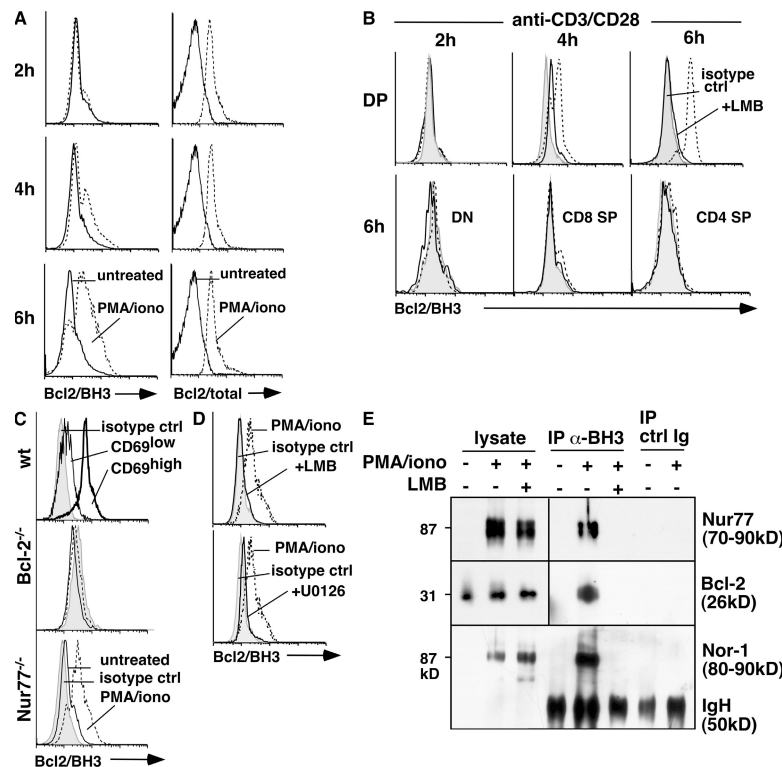 A
2h
4h
6h
untreated
PMA/iono
untreated
PMA/iono
Bcl2/BH3
Bcl2/total
B
anti-CD3/CD28
2h
4h
6h
DP
isotype
ctrl
+LMB
6h
DN
CD8 SP
CD4 SP
Bcl2/BH3
C
wt
isotype ctrl
CD69low
CD69high
Bcl-2-/-
Nur77-/-
untreated
isotype ctrl
PMA/iono
Bcl2/BH3
D
PMA/iono
isotype ctrl
+LMB
PMA/iono
isotype ctrl
+U0126
Bcl2/BH3
E
lysate
IP α-BH3
IP
ctrl Ig
PMA/iono - + + - + + - +
LMB - - + - - + - -
87
Nur77
(70-90kD)
31
Bcl-2
(26kD)
87
kD
Nor-1
(80-90kD)
IgH
(50kD)